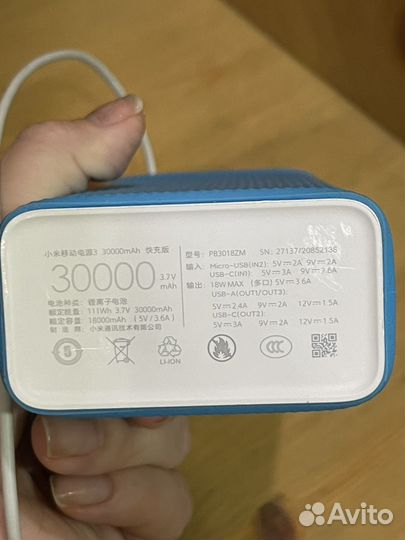 小米移动电源3 30000mAh 快充版
30000 3.7V mAh
电池种类: 锂离子电池
额定能量: 111Wh 3.7V 30000mAh
额定容量: 18000mAh ( 5V / 3.6A )
制 造 商: 小米通讯技术有限公司
型号: PB3018ZM SN: 27137/20852138
输入: Micro-USB(IN2): 5V⎓2A 9V⎓2A
USB-C(IN1): 5V⎓3A 9V⎓2.6A
输出: 18W MAX (多口) 5V⎓3.6A
USB-A(OUT1/OUT3):
5V⎓2.4A 9V⎓2A 12V⎓1.5A
USB-C(OUT2):
5V⎓3A 9V⎓2A 12V⎓1.5A
5
LI-ION
CCC
Avito